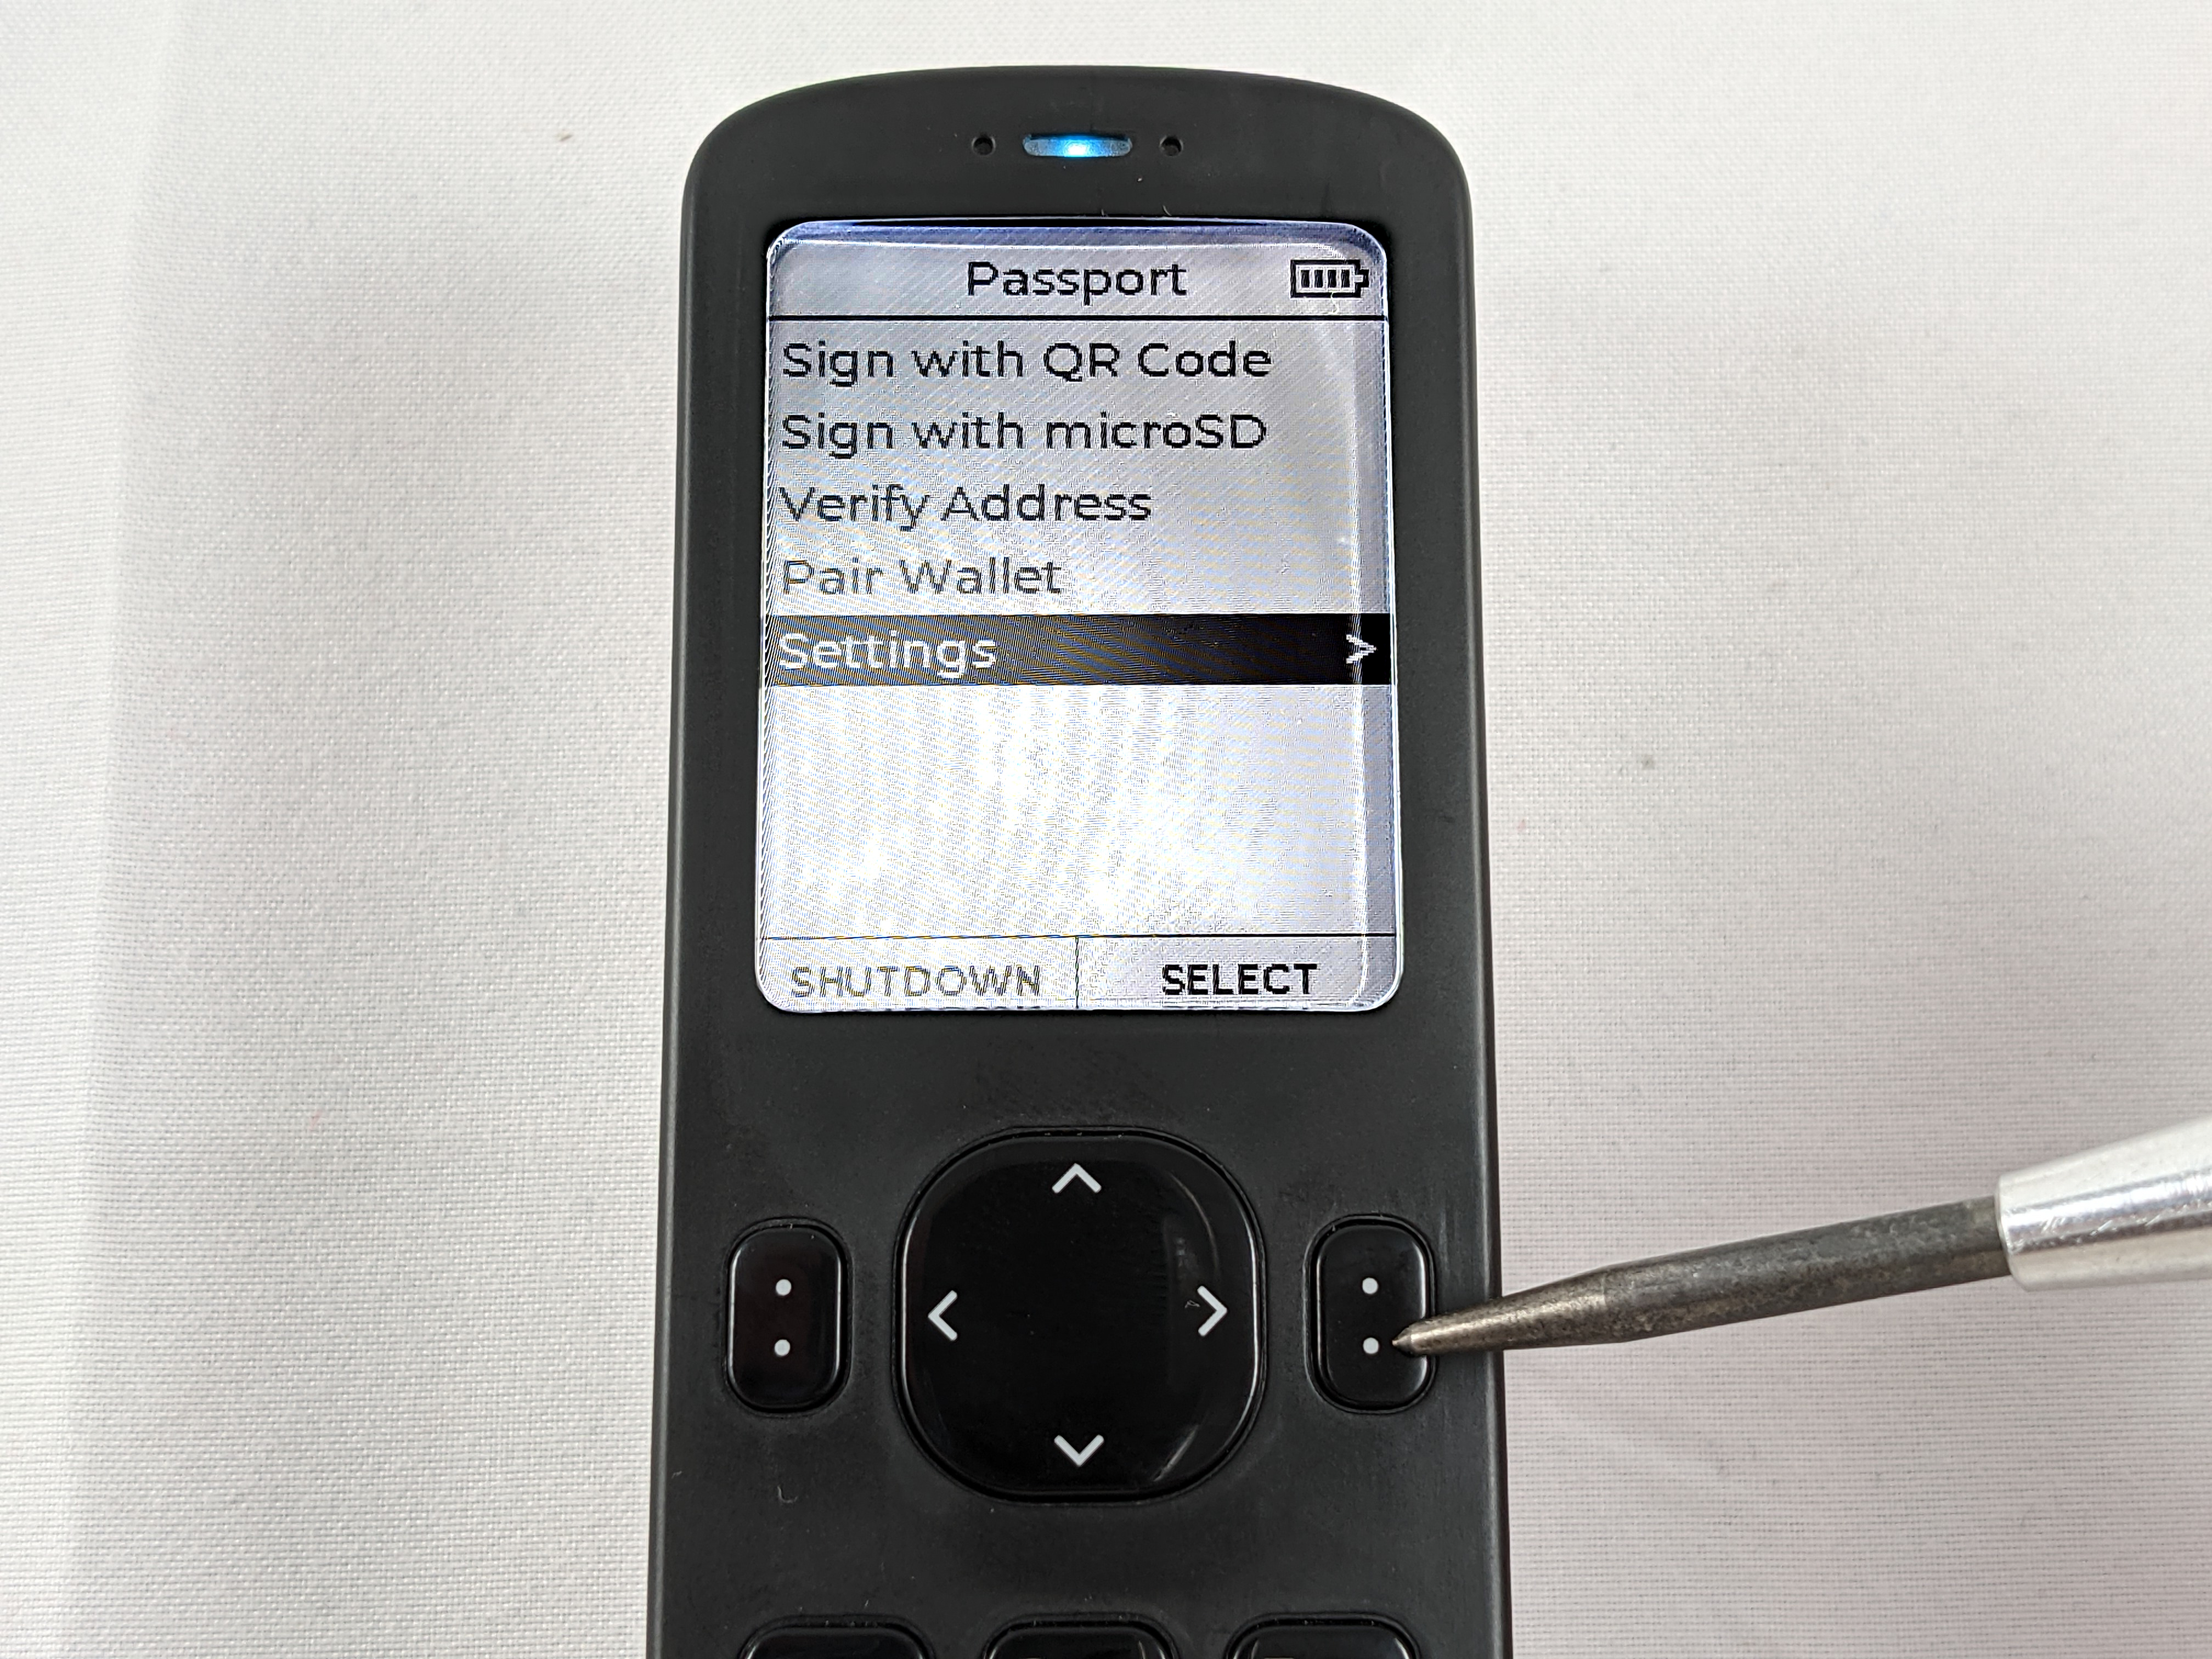 Passport
Sign with QR Code
Sign with microSD
Verify Address
Pair Wallet
Settings >
SHUTDOWN SELECT